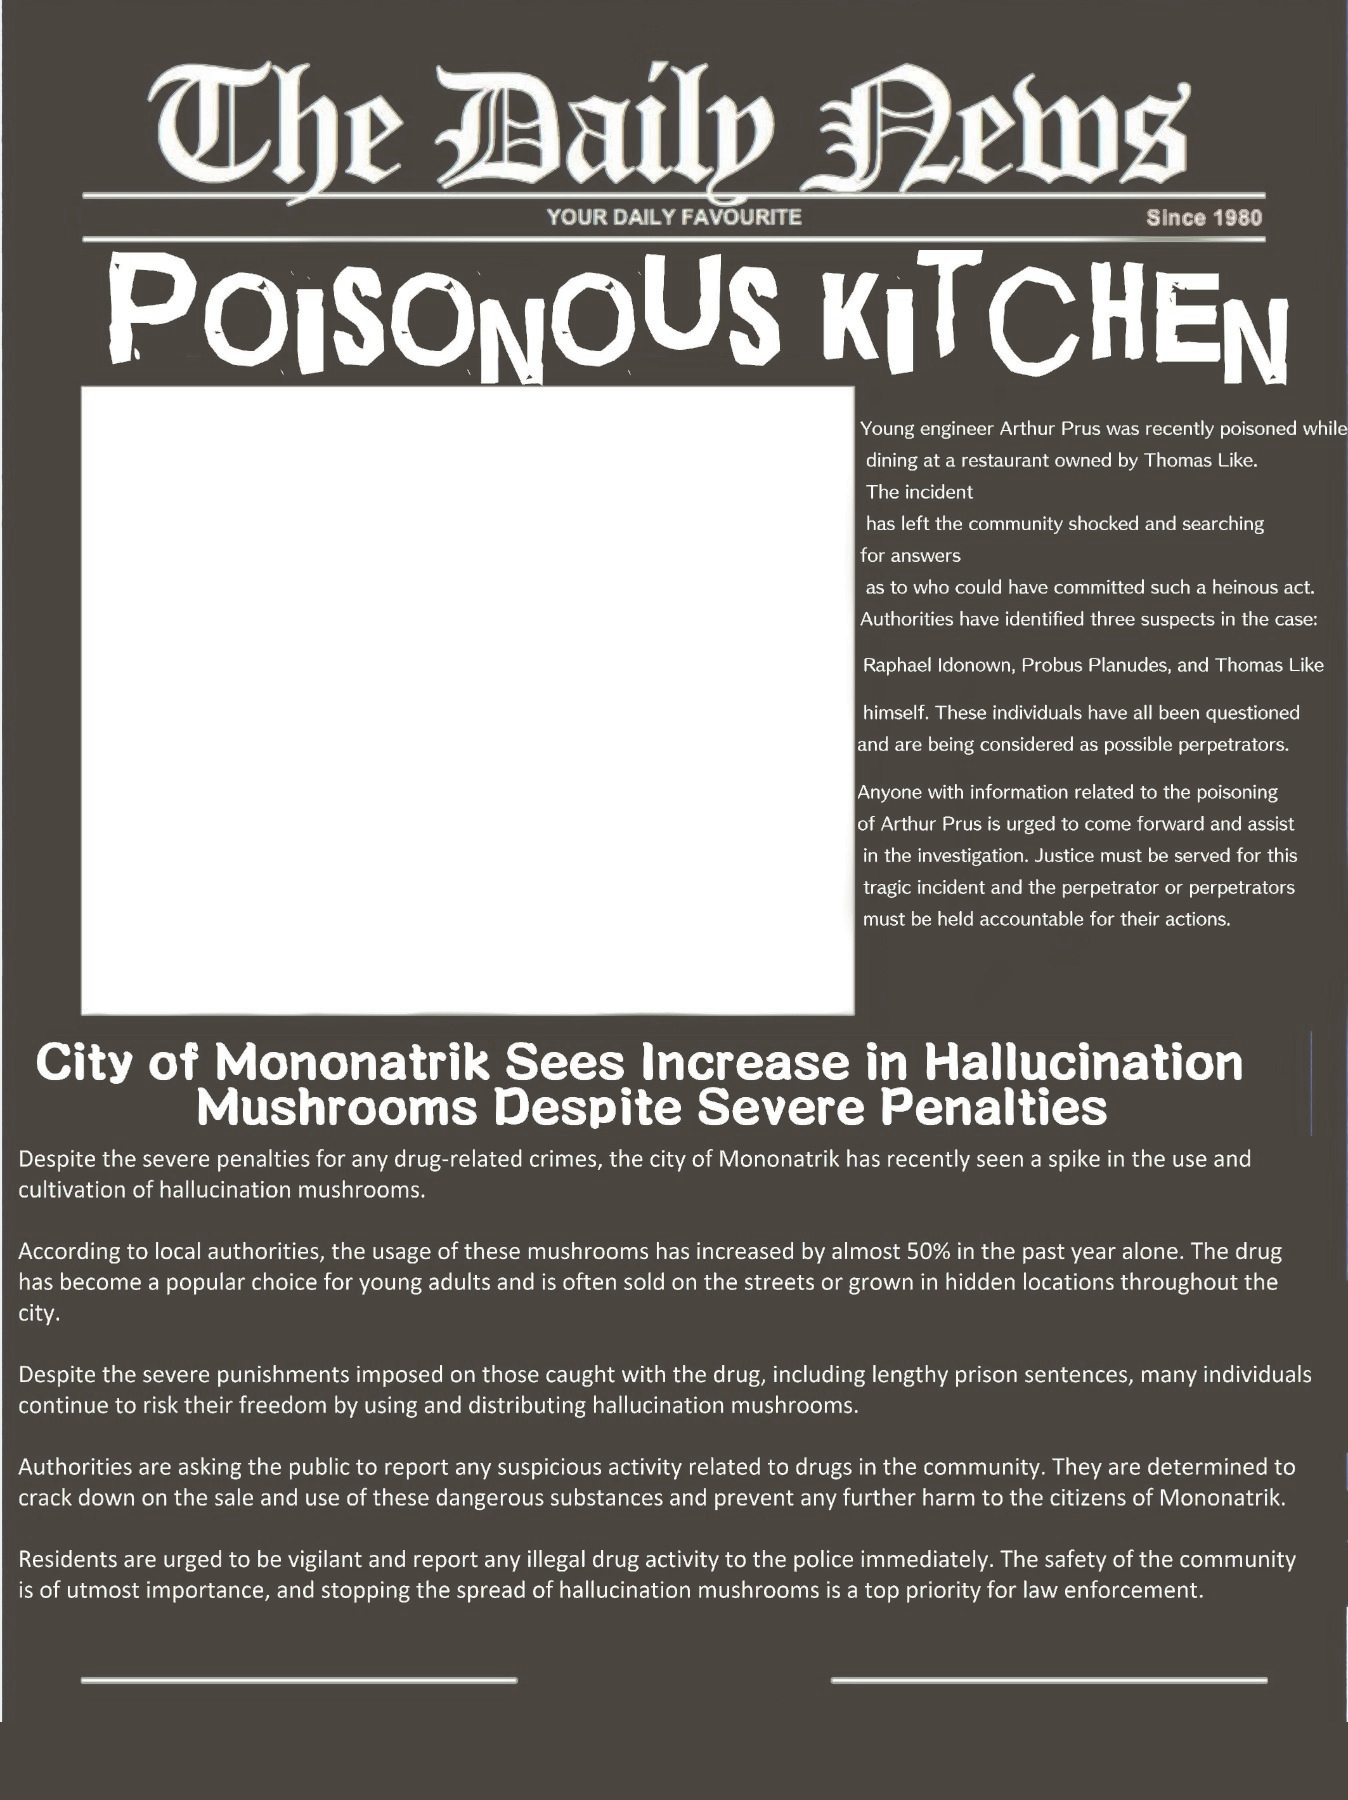 The Daily News
YOUR DAILY FAVOURITE
Since 1980
POISONOUS KITCHEN
Young engineer Arthur Prus was recently poisoned while
dining at a restaurant owned by Thomas Like.
The incident
has left the community shocked and searching
for answers
as to who could have committed such a heinous act.
Authorities have identified three suspects in the case:
Raphael Idonown, Probus Planudes, and Thomas Like
himself. These individuals have all been questioned
and are being considered as possible perpetrators.
Anyone with information related to the poisoning
of Arthur Prus is urged to come forward and assist
in the investigation. Justice must be served for this
tragic incident and the perpetrator or perpetrators
must be held accountable for their actions.
City of Mononatrik Sees Increase in Hallucination
Mushrooms Despite Severe Penalties
Despite the severe penalties for any drug-related crimes, the city of Mononatrik has recently seen a spike in the use and
cultivation of hallucination mushrooms.
According to local authorities, the usage of these mushrooms has increased by almost 50% in the past year alone. The drug
has become a popular choice for young adults and is often sold on the streets or grown in hidden locations throughout the
city.
Despite the severe punishments imposed on those caught with the drug, including lengthy prison sentences, many individuals
continue to risk their freedom by using and distributing hallucination mushrooms.
Authorities are asking the public to report any suspicious activity related to drugs in the community. They are determined to
crack down on the sale and use of these dangerous substances and prevent any further harm to the citizens of Mononatrik.
Residents are urged to be vigilant and report any illegal drug activity to the police immediately. The safety of the community
is of utmost importance, and stopping the spread of hallucination mushrooms is a top priority for law enforcement.